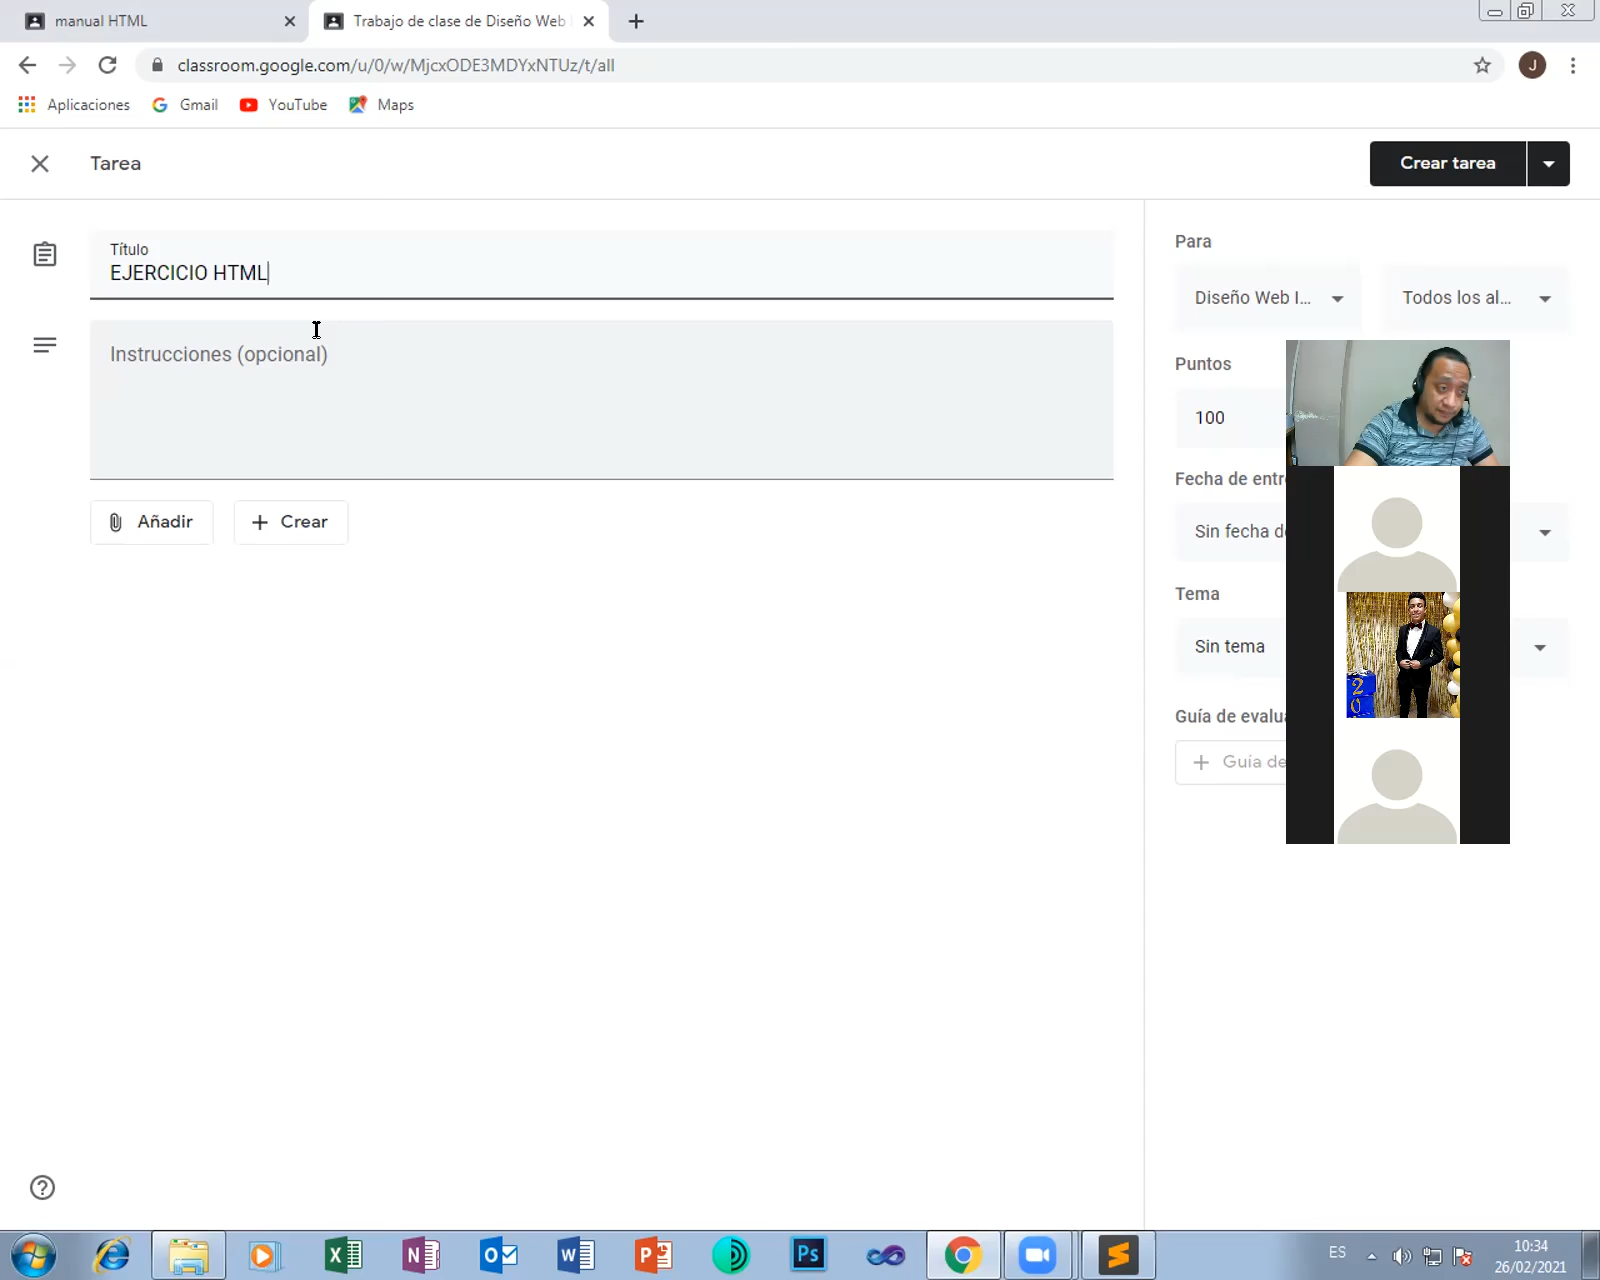 manual HTML
Trabajo de clase de Diseño Web
classroom.google.com/u/0/w/MjcxODE3MDYxNTUz/t/all
J
Aplicaciones
Gmail
YouTube
Maps
Tarea
Crear tarea
Título
EJERCICIO HTML
Instrucciones (opcional)
Añadir
Crear
Para
Diseño Web I...
Todos los al...
Puntos
100
Fecha de entr
Sin fecha d
Tema
Sin tema
Guía de evalu
Guía de
20
ES
10:34
26/02/2021